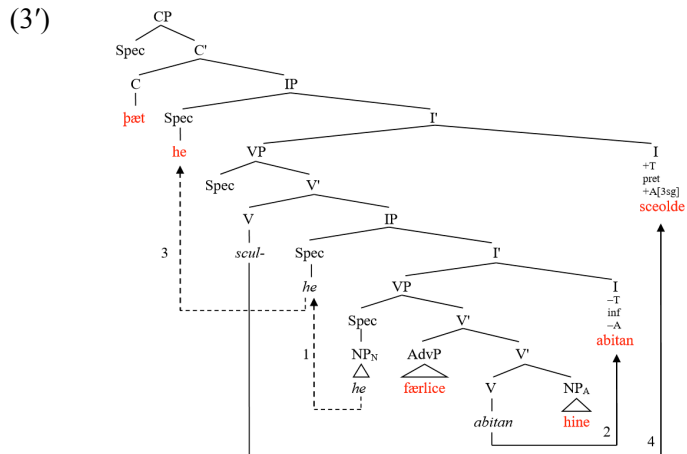 (3′)
CP
Spec C'
C IP
þæt Spec I'
he VP I
+T
pret
+A[3sg]
sceolde
Spec V'
V IP
3 scul- Spec I'
he VP I
–T
inf
–A
abitan
Spec V'
1 NPN AdvP V'
he færlice V NPA
abitan hine
2 4